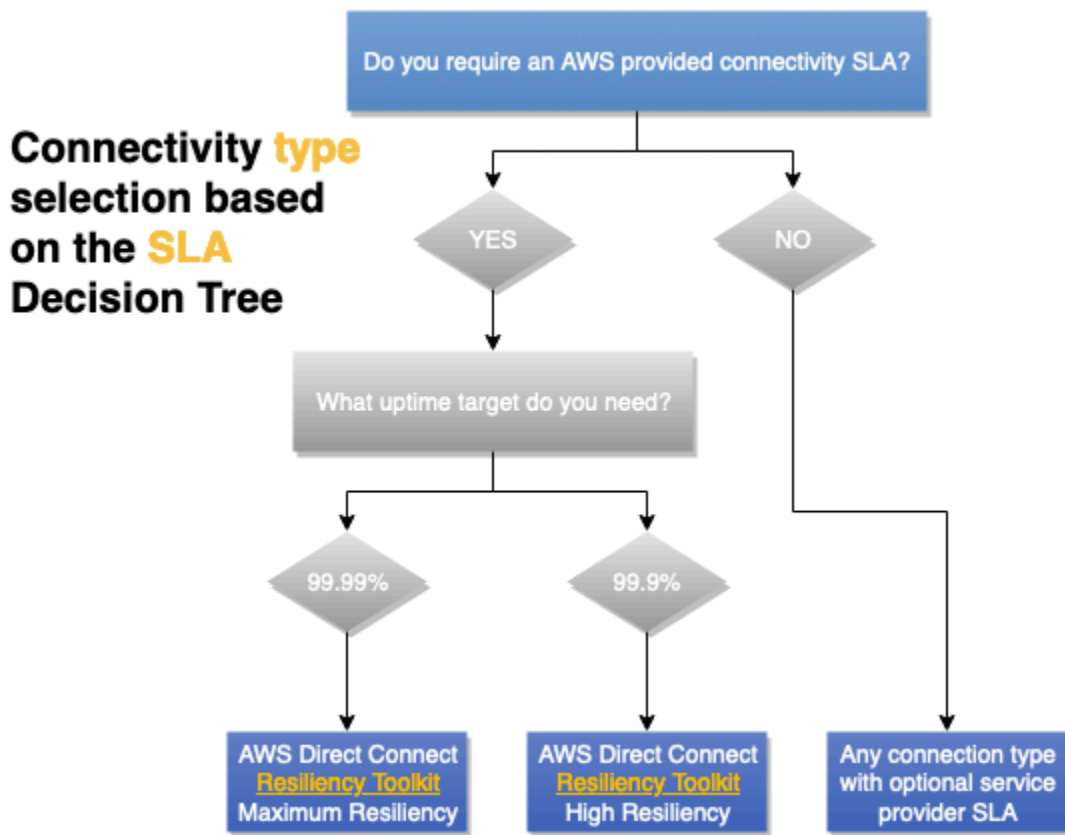 Do you require an AWS provided connectivity SLA?
Connectivity type
selection based
on the SLA
Decision Tree
YES
NO
What uptime target do you need?
99.99%
99.9%
AWS Direct Connect
Resiliency Toolkit
Maximum Resiliency
AWS Direct Connect
Resiliency Toolkit
High Resiliency
Any connection type
with optional service
provider SLA